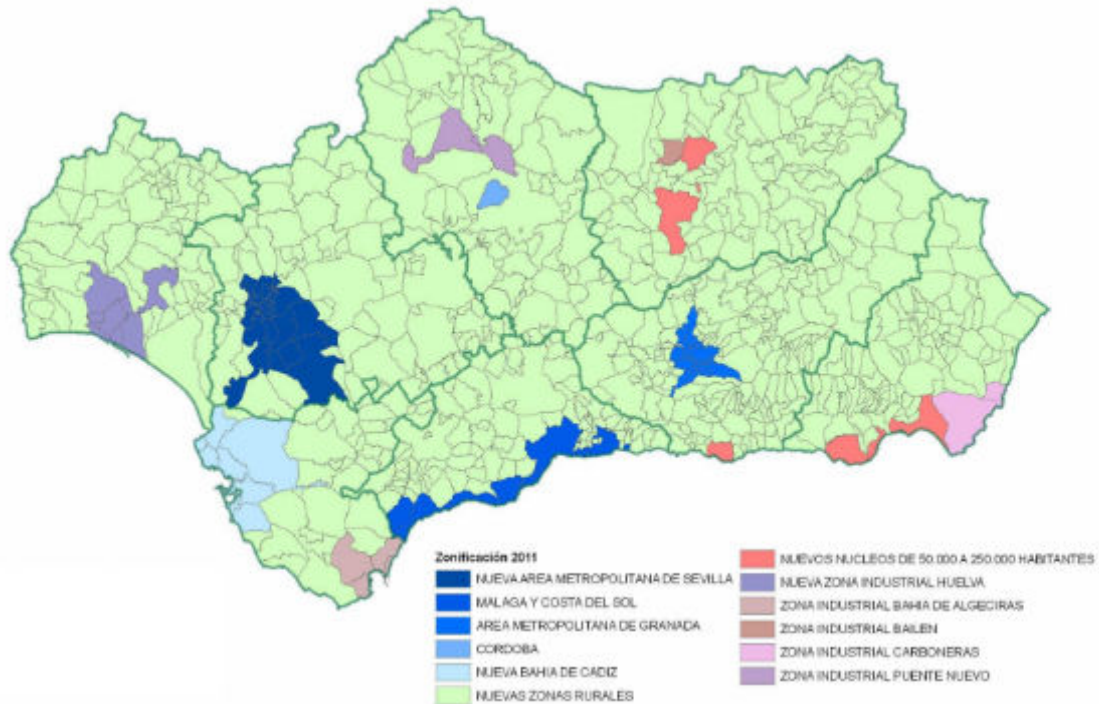 Zonificación 2011
NUEVA AREA METROPOLITANA DE SEVILLA
MALAGA Y COSTA DEL SOL
AREA METROPOLITANA DE GRANADA
CORDOBA
NUEVA BAHIA DE CADIZ
NUEVAS ZONAS RURALES
NUEVOS NUCLEOS DE 50.000 A 250.000 HABITANTES
NUEVA ZONA INDUSTRIAL HUELVA
ZONA INDUSTRIAL BAHIA DE ALGECIRAS
ZONA INDUSTRIAL BAILEN
ZONA INDUSTRIAL CARBONERAS
ZONA INDUSTRIAL PUENTE NUEVO